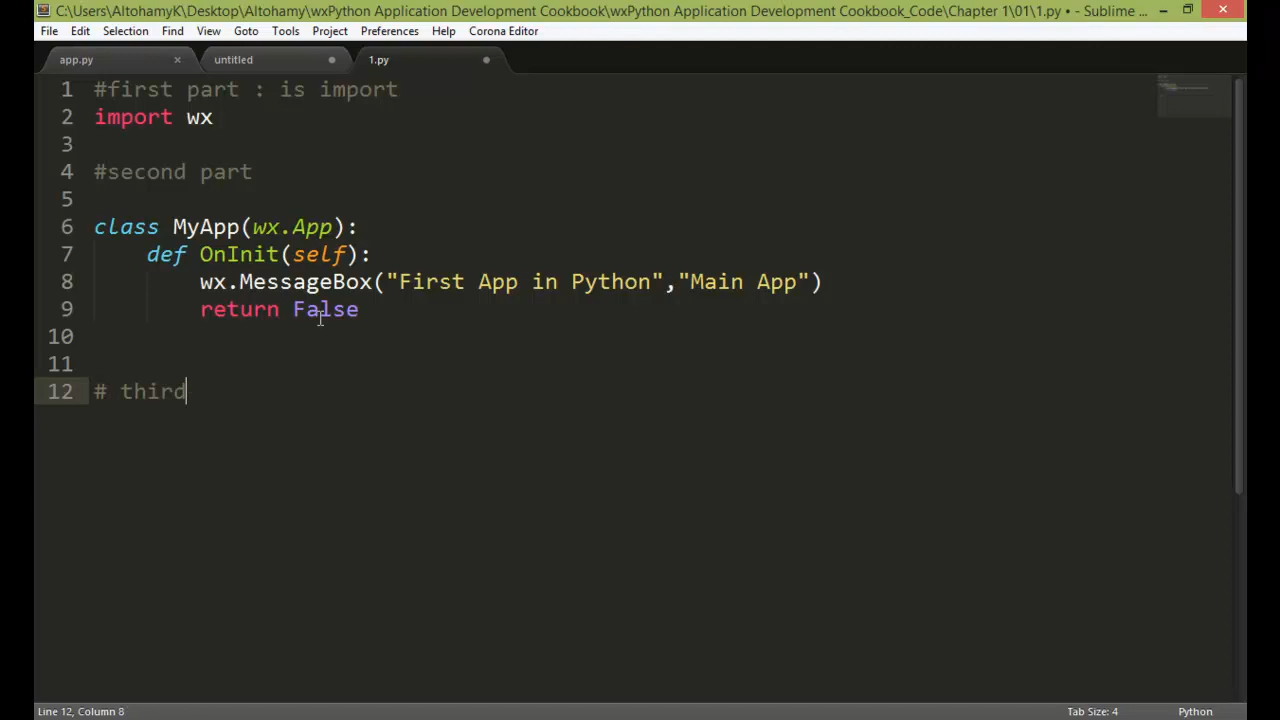 C:\Users\AltohamyK\Desktop\Altohamy\wxPython Application Development Cookbook\wxPython Application Development Cookbook_Code\Chapter 1\01\1.py • - Sublime ...
File Edit Selection Find View Goto Tools Project Preferences Help Corona Editor
app.py × untitled 1.py
1 #first part : is import
2 import wx
3
4 #second part
5
6 class MyApp(wx.App):
7 def OnInit(self):
8 wx.MessageBox("First App in Python","Main App")
9 return False
10
11
12 # third
Line 12, Column 8 Tab Size: 4 Python